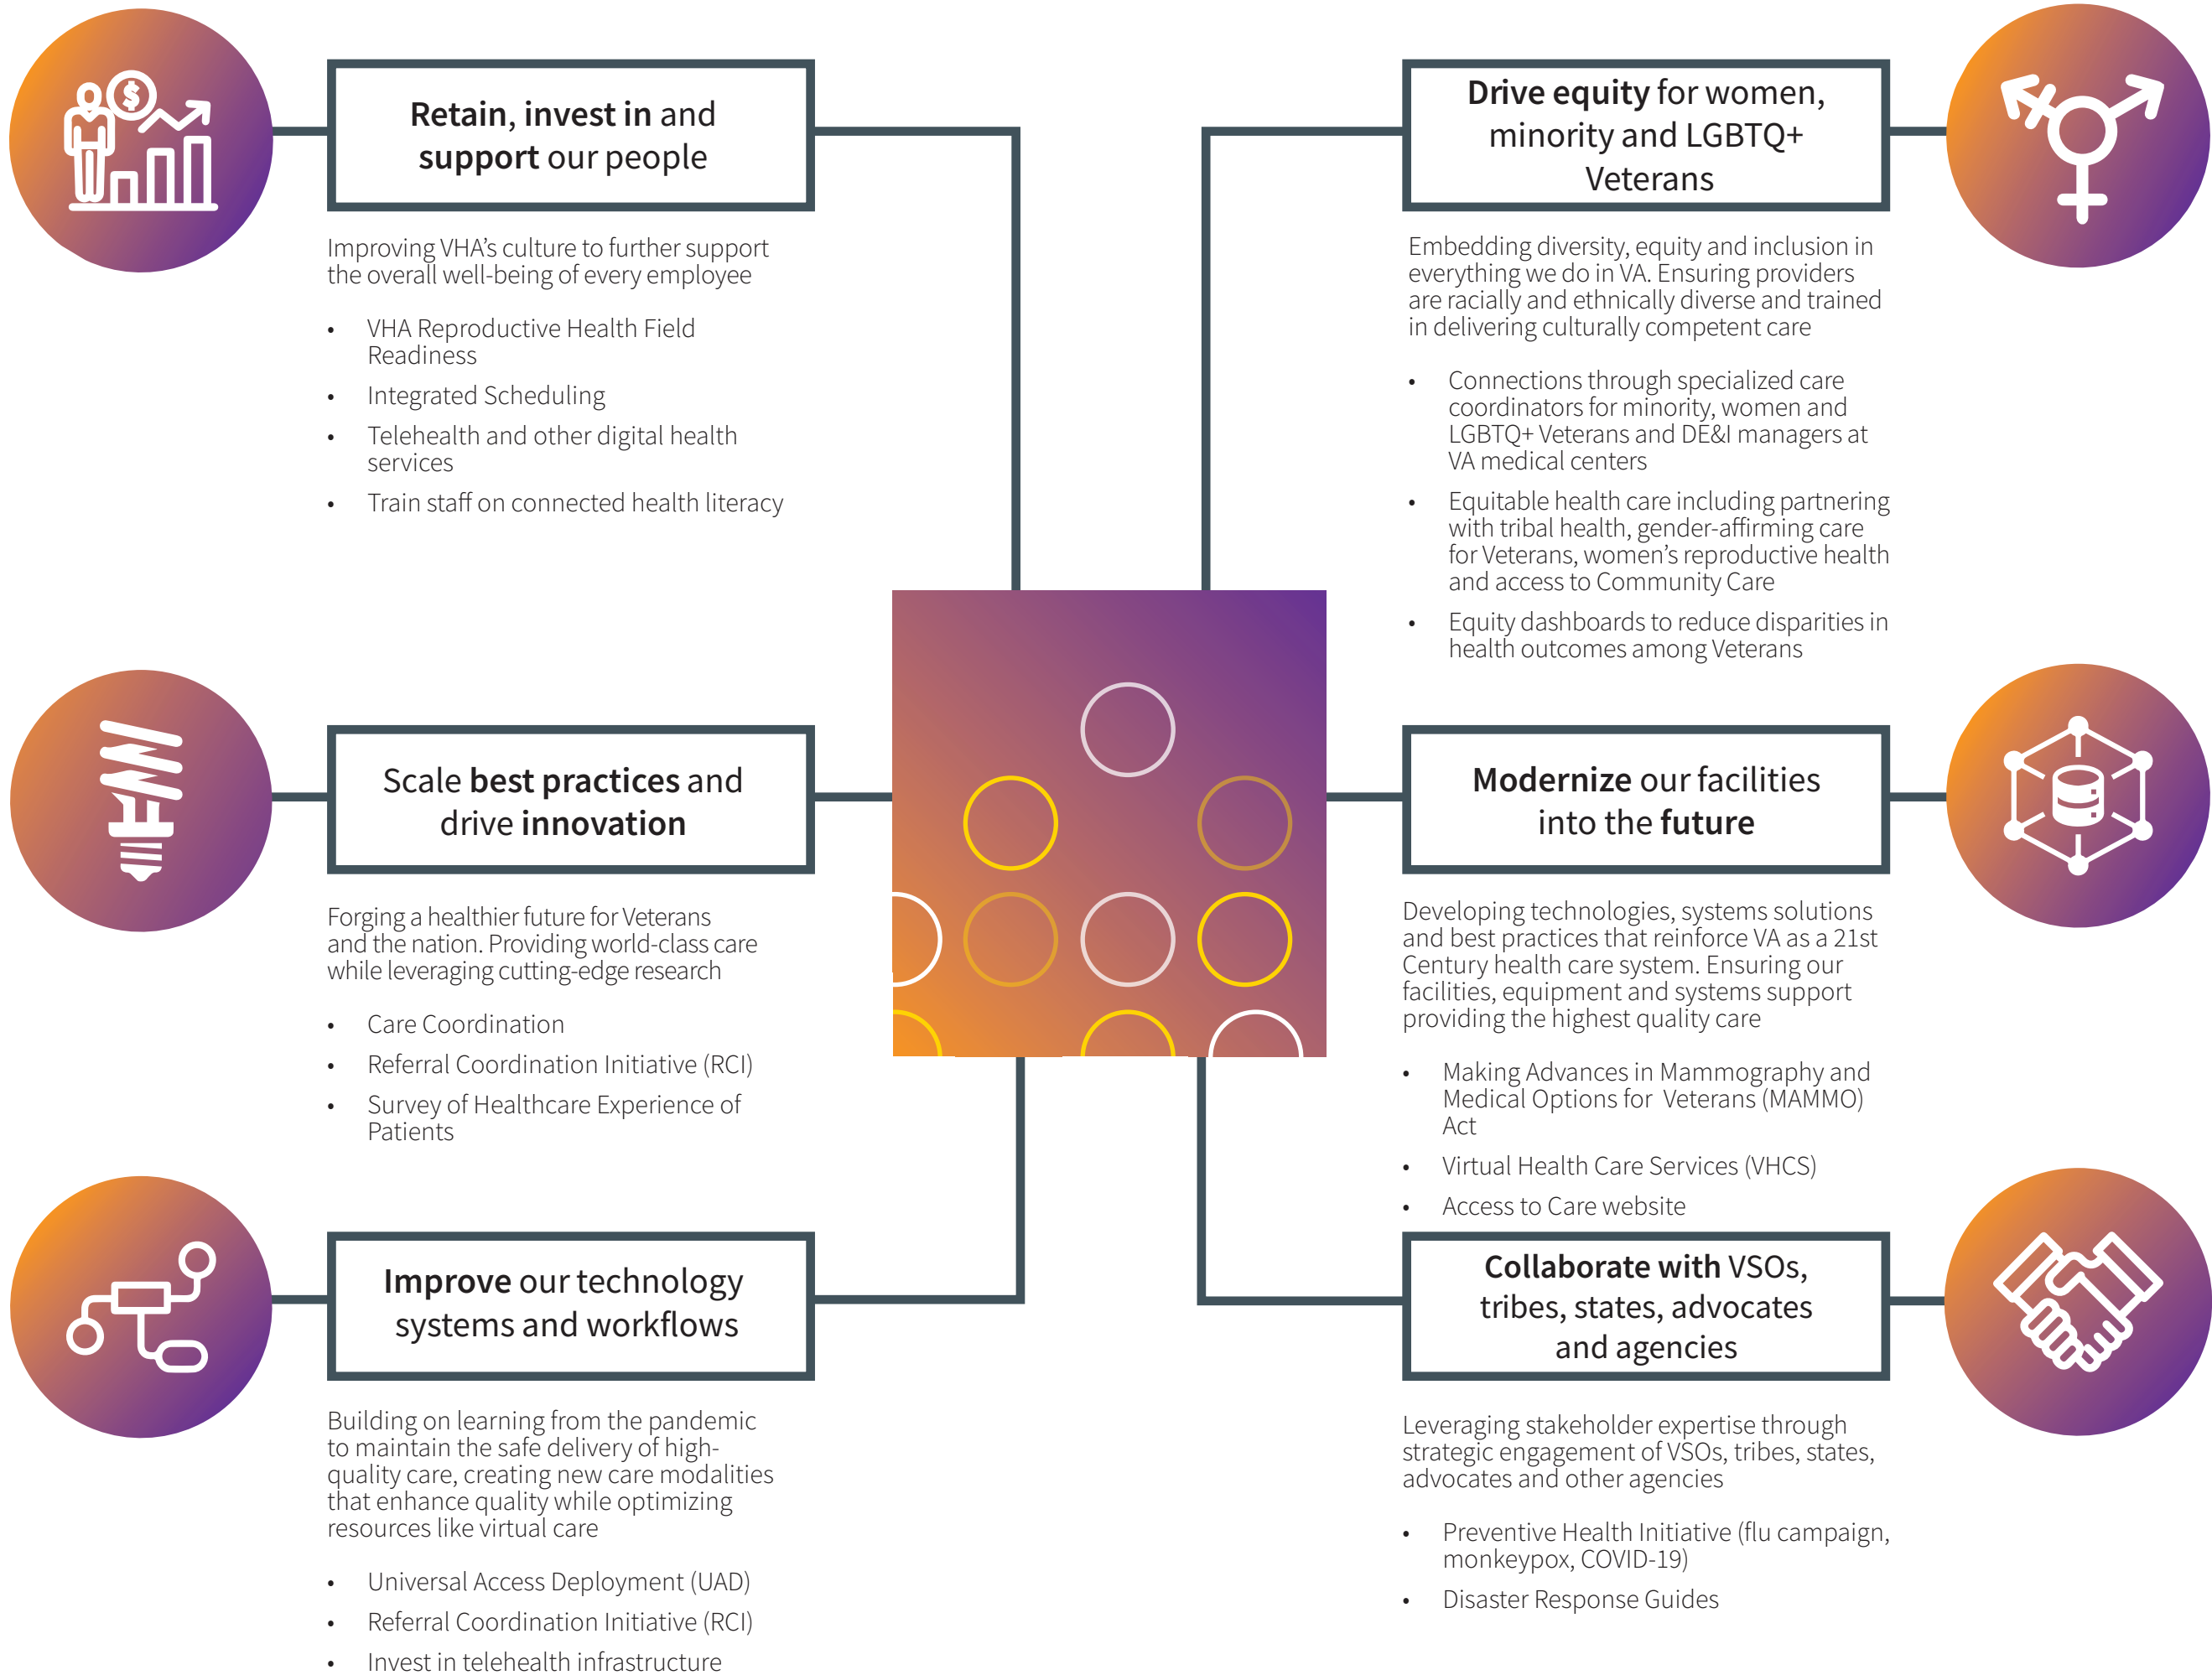 Retain, invest in and
support our people
Improving VHA's culture to further support
the overall well-being of every employee
• VHA Reproductive Health Field
Readiness
• Integrated Scheduling
• Telehealth and other digital health
services
• Train staff on connected health literacy
Scale best practices and
drive innovation
Forging a healthier future for Veterans
and the nation. Providing world-class care
while leveraging cutting-edge research
• Care Coordination
• Referral Coordination Initiative (RCI)
• Survey of Healthcare Experience of
Patients
Improve our technology
systems and workflows
Building on learning from the pandemic
to maintain the safe delivery of high-
quality care, creating new care modalities
that enhance quality while optimizing
resources like virtual care
• Universal Access Deployment (UAD)
• Referral Coordination Initiative (RCI)
• Invest in telehealth infrastructure
Drive equity for women,
minority and LGBTQ+
Veterans
Embedding diversity, equity and inclusion in
everything we do in VA. Ensuring providers
are racially and ethnically diverse and trained
in delivering culturally competent care
• Connections through specialized care
coordinators for minority, women and
LGBTQ+ Veterans and DE&I managers at
VA medical centers
• Equitable health care including partnering
with tribal health, gender-affirming care
for Veterans, women's reproductive health
and access to Community Care
• Equity dashboards to reduce disparities in
health outcomes among Veterans
Modernize our facilities
into the future
Developing technologies, systems solutions
and best practices that reinforce VA as a 21st
Century health care system. Ensuring our
facilities, equipment and systems support
providing the highest quality care
• Making Advances in Mammography and
Medical Options for Veterans (MAMMO)
Act
• Virtual Health Care Services (VHCS)
• Access to Care website
Collaborate with VSOs,
tribes, states, advocates
and agencies
Leveraging stakeholder expertise through
strategic engagement of VSOs, tribes, states,
advocates and other agencies
• Preventive Health Initiative (flu campaign,
monkeypox, COVID-19)
• Disaster Response Guides